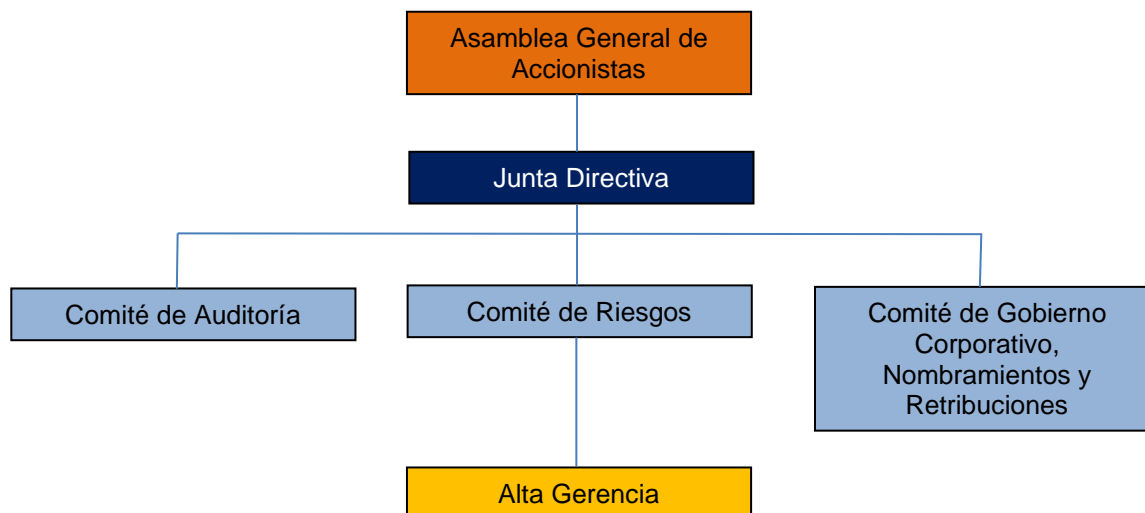 Asamblea General de
Accionistas
Junta Directiva
Comité de Auditoría
Comité de Riesgos
Comité de Gobierno
Corporativo,
Nombramientos y
Retribuciones
Alta Gerencia